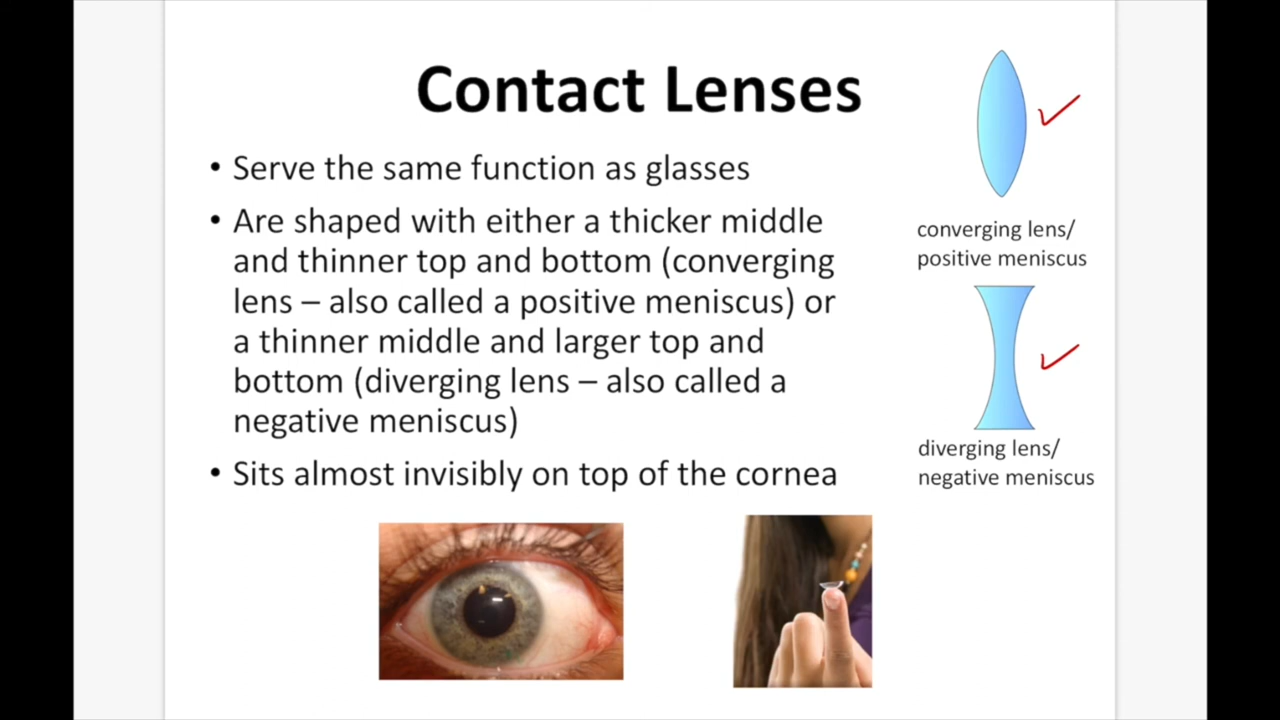 Contact Lenses
• Serve the same function as glasses
• Are shaped with either a thicker middle
and thinner top and bottom (converging
lens – also called a positive meniscus) or
a thinner middle and larger top and
bottom (diverging lens – also called a
negative meniscus)
• Sits almost invisibly on top of the cornea
converging lens/
positive meniscus
diverging lens/
negative meniscus